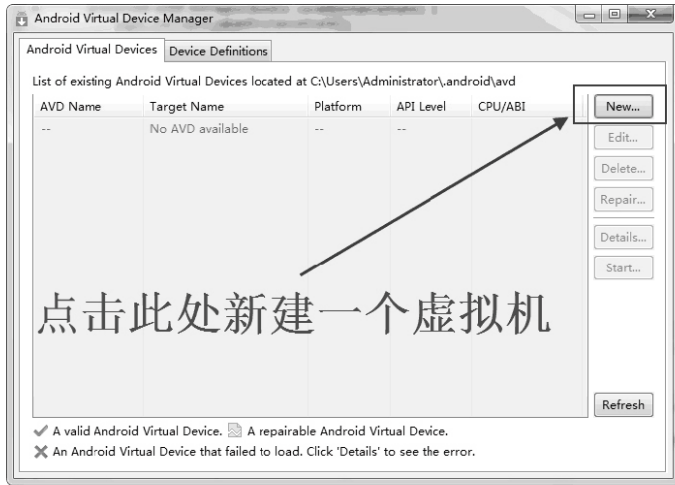 Android Virtual Device Manager
Android Virtual Devices Device Definitions
List of existing Android Virtual Devices located at C:\Users\Administrator\.android\avd
AVD Name Target Name Platform API Level CPU/ABI
-- No AVD available -- --
New...
Edit...
Delete...
Repair...
Details...
Start...
点击此处新建一个虚拟机
Refresh
A valid Android Virtual Device. A repairable Android Virtual Device.
An Android Virtual Device that failed to load. Click 'Details' to see the error.